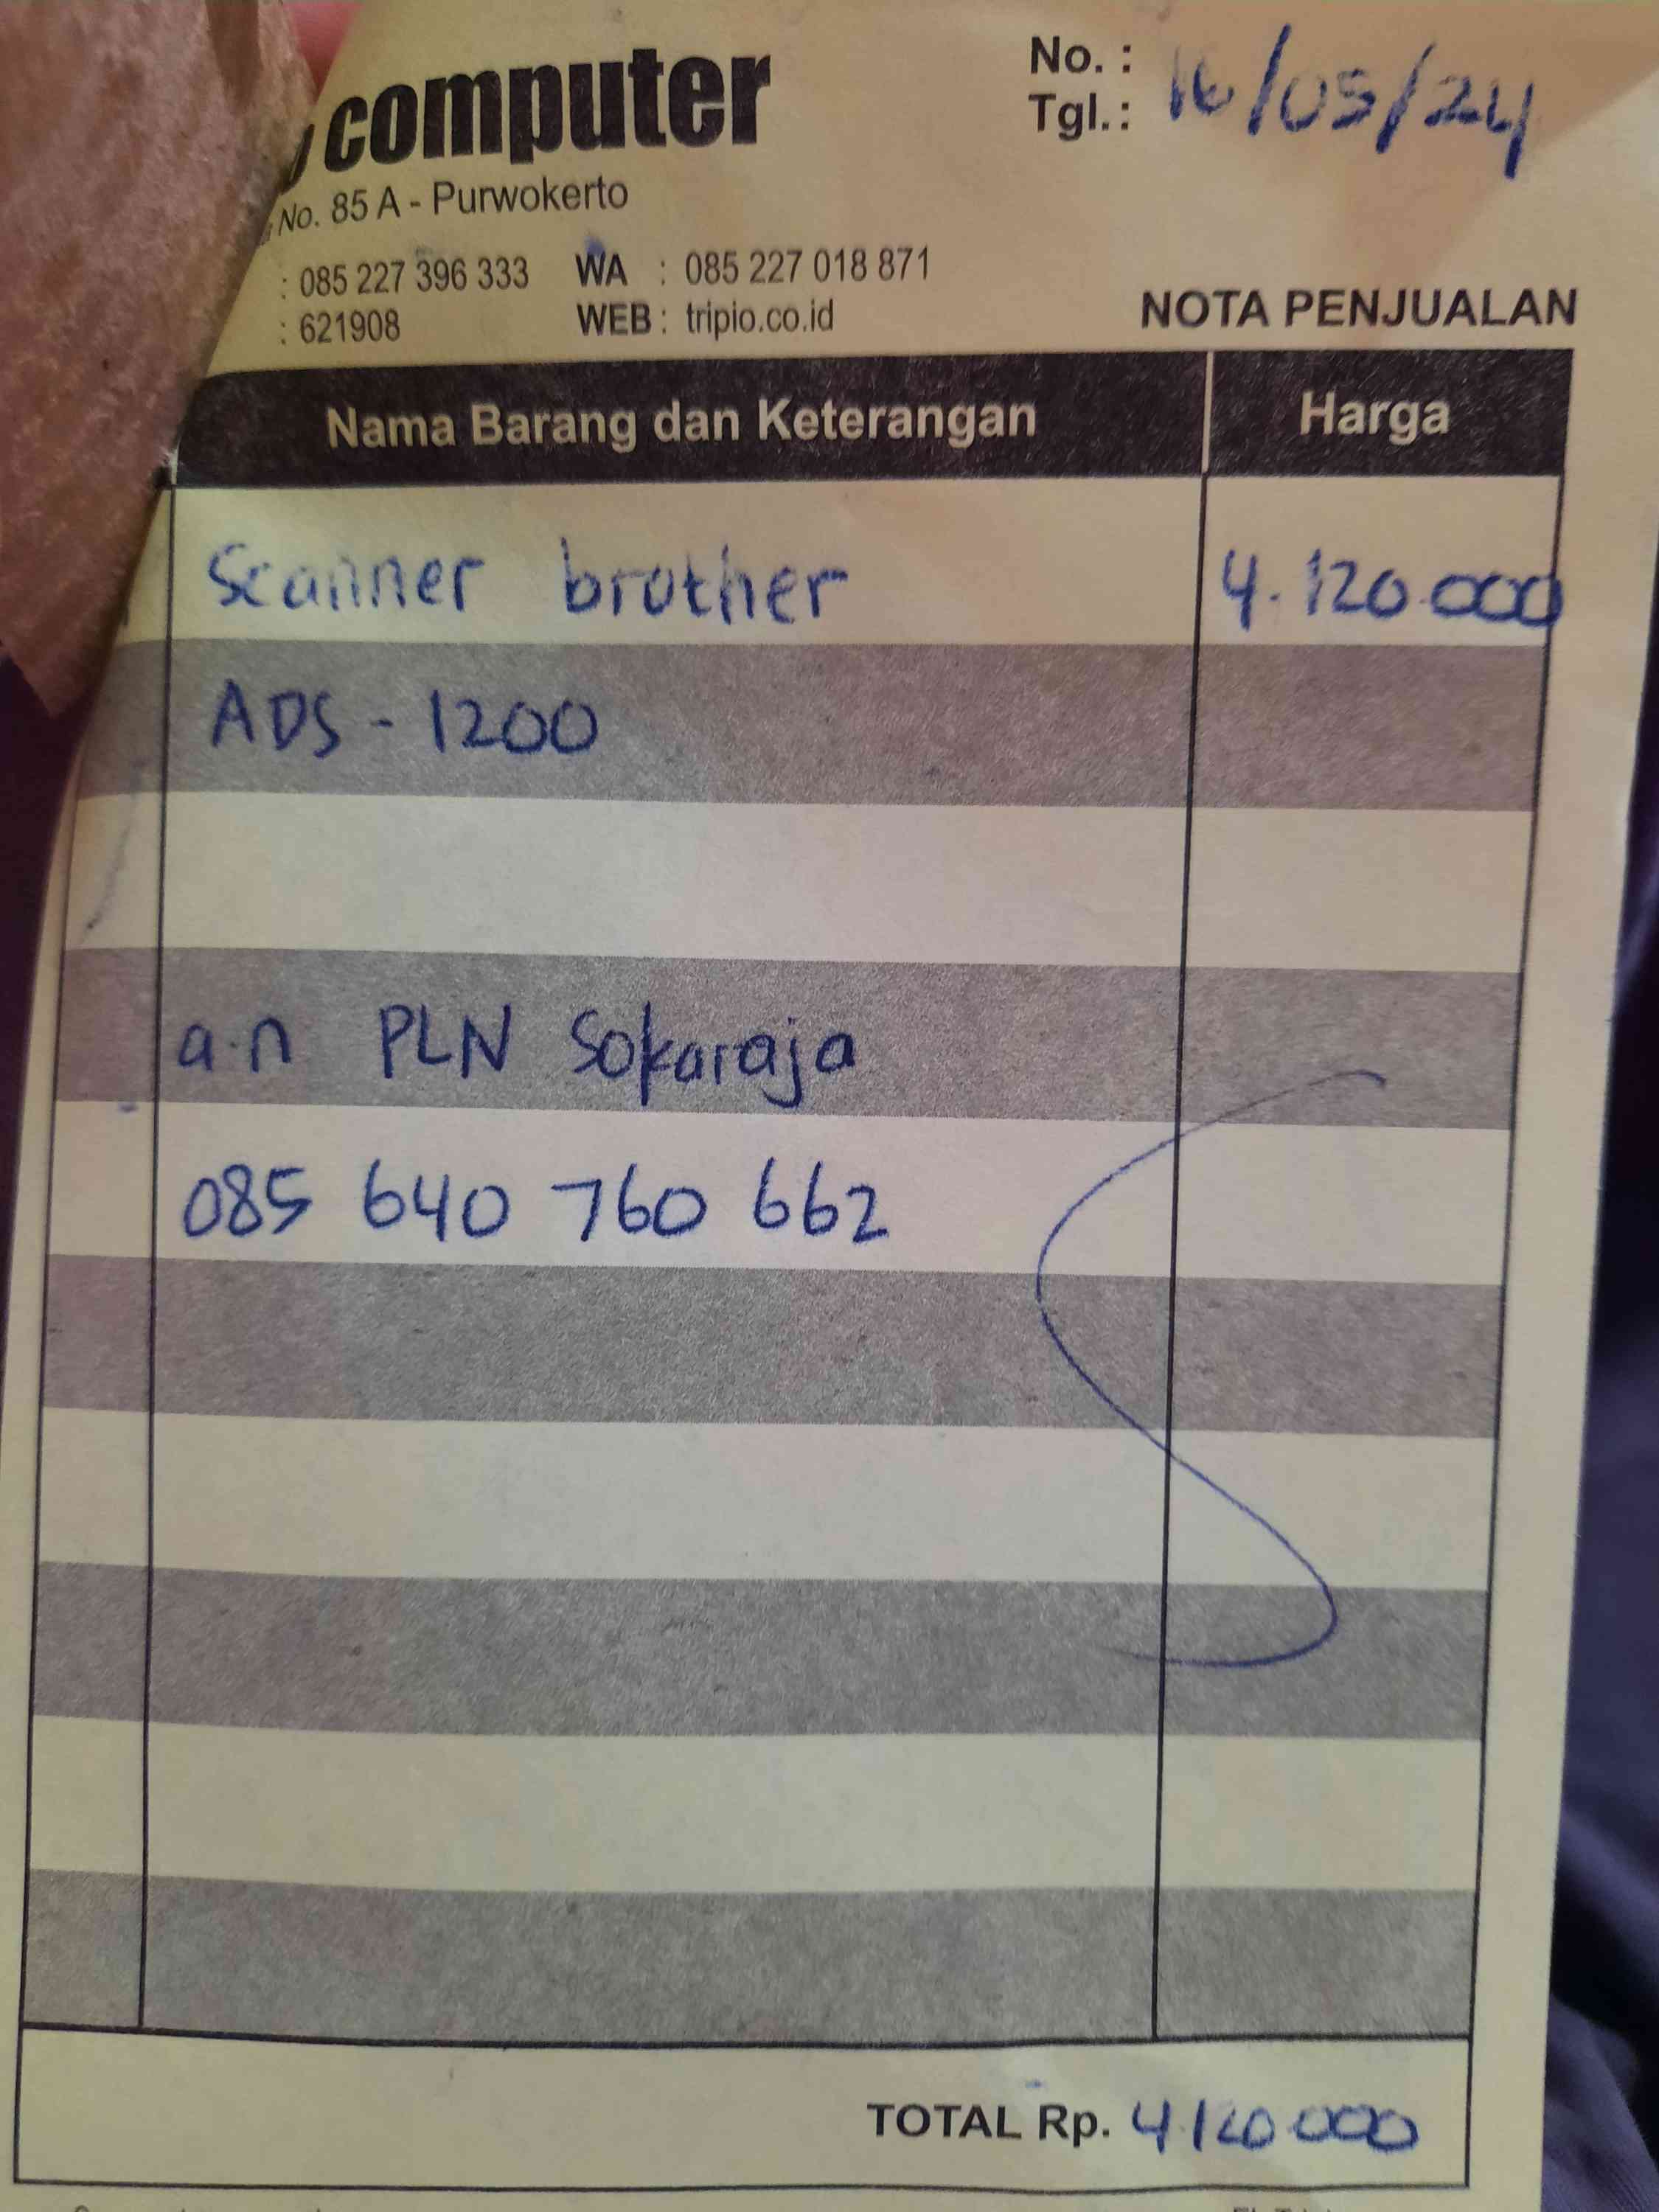 computer
No. :
Tgl.: 16/05/24
No. 85 A - Purwokerto
: 085 227 396 333 WA : 085 227 018 871
: 621908 WEB : tripio.co.id
NOTA PENJUALAN
Nama Barang dan Keterangan Harga
Scanner brother 4.120.000
ADS - 1200
a.n PLN Sokaraja
085 640 760 662
TOTAL Rp. 4.120.000